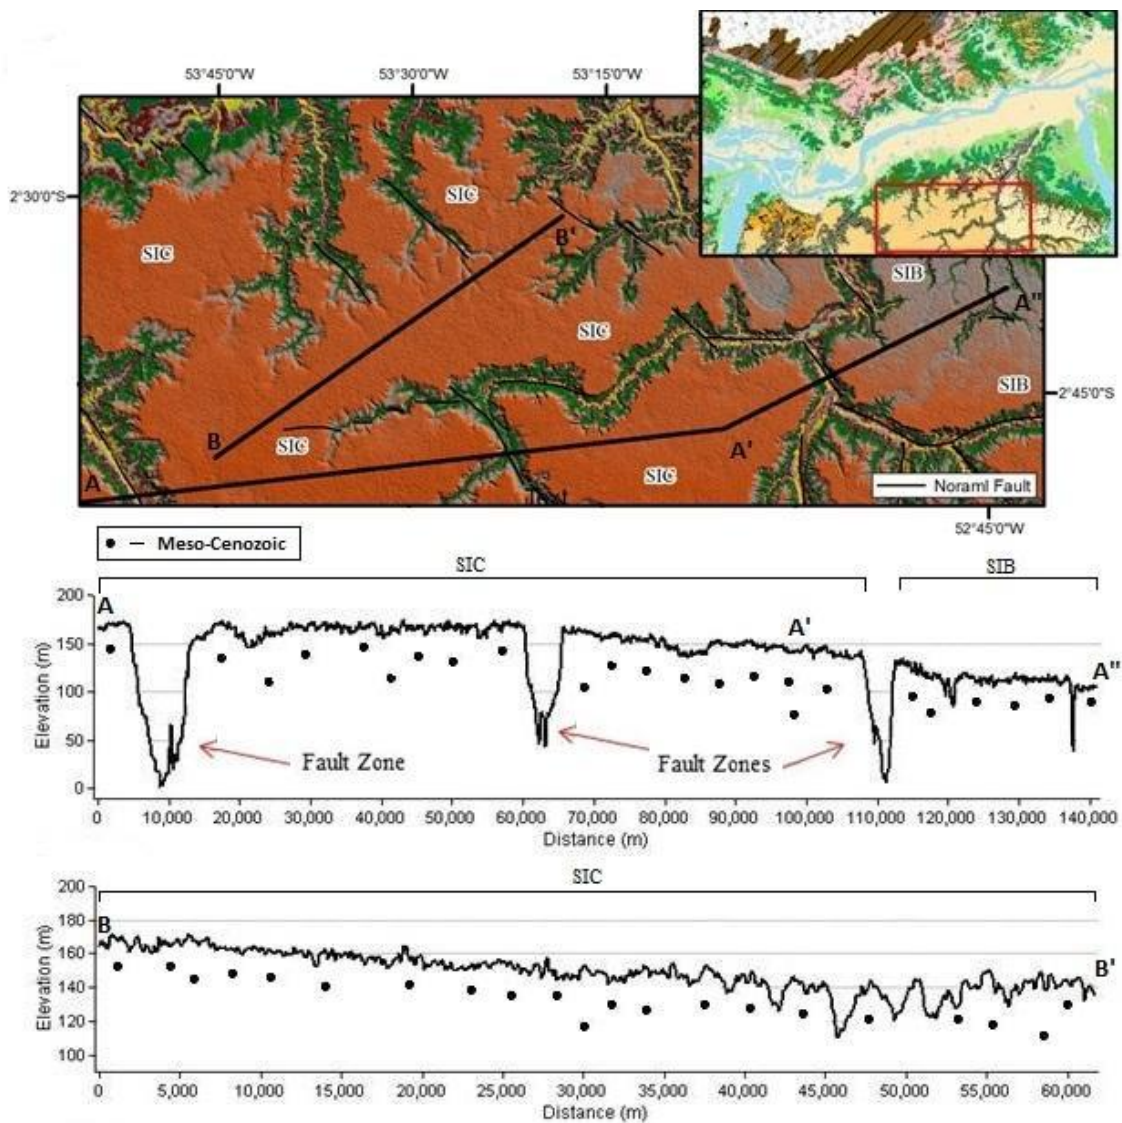 53°45'0"W 53°30'0"W 53°15'0"W
2°30'0"S
SIC
SIC
B'
SIC
SIB
A"
SIB
2°45'0"S
B
SIC
A'
SIC
A
Noraml Fault
52°45'0"W
Meso-Cenozoic
SIC SIB
200
150
100
50
0
Elevation (m)
A
A'
A"
Fault Zone
Fault Zones
0 10,000 20,000 30,000 40,000 50,000 60,000 70,000 80,000 90,000 100,000 110,000 120,000 130,000 140,000
Distance (m)
SIC
200
180
160
140
120
100
Elevation (m)
B
B'
0 5,000 10,000 15,000 20,000 25,000 30,000 35,000 40,000 45,000 50,000 55,000 60,000
Distance (m)